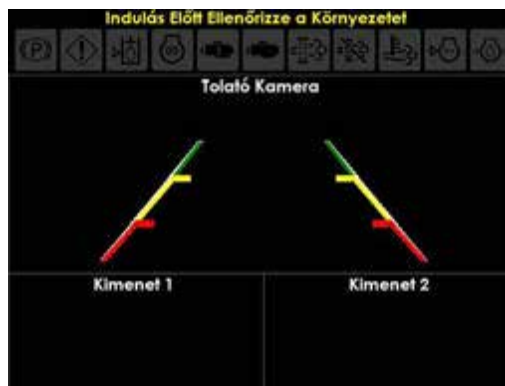 Indulás Előtt Ellenőrizze a Környezetet
Tolató Kamera
Kimenet 1
Kimenet 2